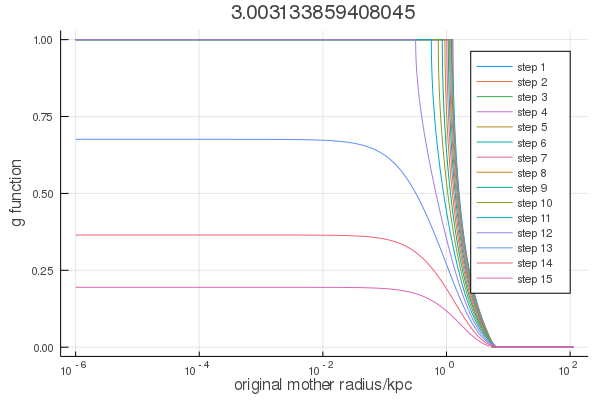 3.003133859408045
g function
1.00
0.75
0.50
0.25
0.00
step 1
step 2
step 3
step 4
step 5
step 6
step 7
step 8
step 9
step 10
step 11
step 12
step 13
step 14
step 15
10^-6 10^-4 10^-2 10^0 10^2
original mother radius/kpc